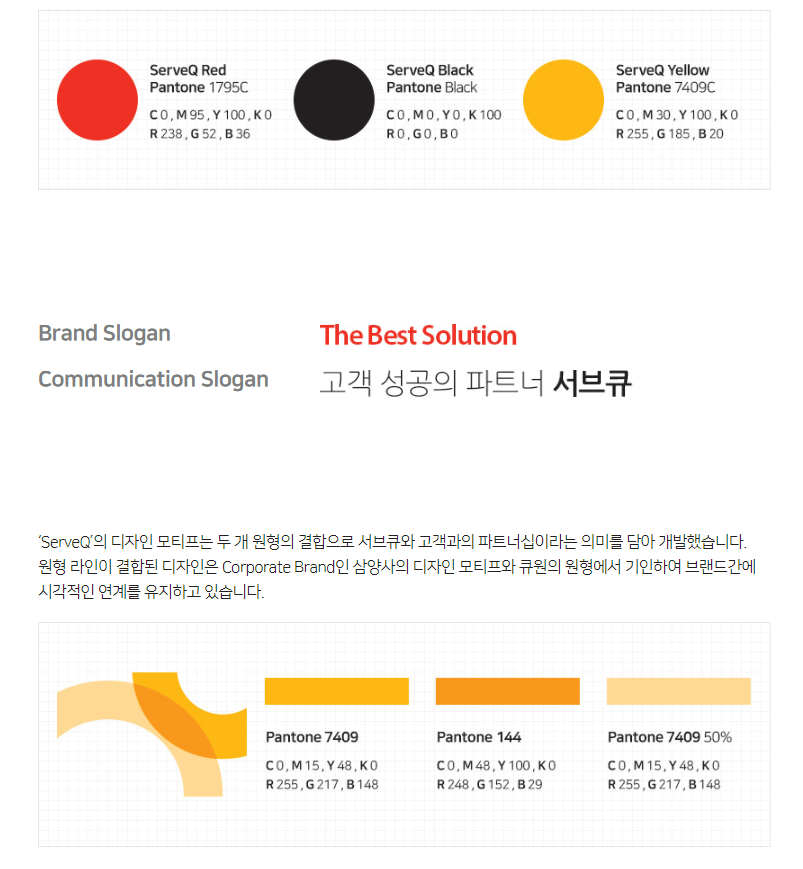 ServeQ Red
Pantone 1795C
C 0 , M 95 , Y 100 , K 0
R 238 , G 52 , B 36
ServeQ Black
Pantone Black
C 0 , M 0 , Y 0 , K 100
R 0 , G 0 , B 0
ServeQ Yellow
Pantone 7409C
C 0 , M 30 , Y 100 , K 0
R 255 , G 185 , B 20
Brand Slogan
The Best Solution
Communication Slogan
고객 성공의 파트너 서브큐
‘ServeQ’의 디자인 모티프는 두 개 원형의 결합으로 서브큐와 고객과의 파트너십이라는 의미를 담아 개발했습니다.
원형 라인이 결합된 디자인은 Corporate Brand인 삼양사의 디자인 모티프와 큐원의 원형에서 기인하여 브랜드간에
시각적인 연계를 유지하고 있습니다.
Pantone 7409
C 0 , M 15 , Y 48 , K 0
R 255 , G 217 , B 148
Pantone 144
C 0 , M 48 , Y 100 , K 0
R 248 , G 152 , B 29
Pantone 7409 50%
C 0 , M 15 , Y 48 , K 0
R 255 , G 217 , B 148